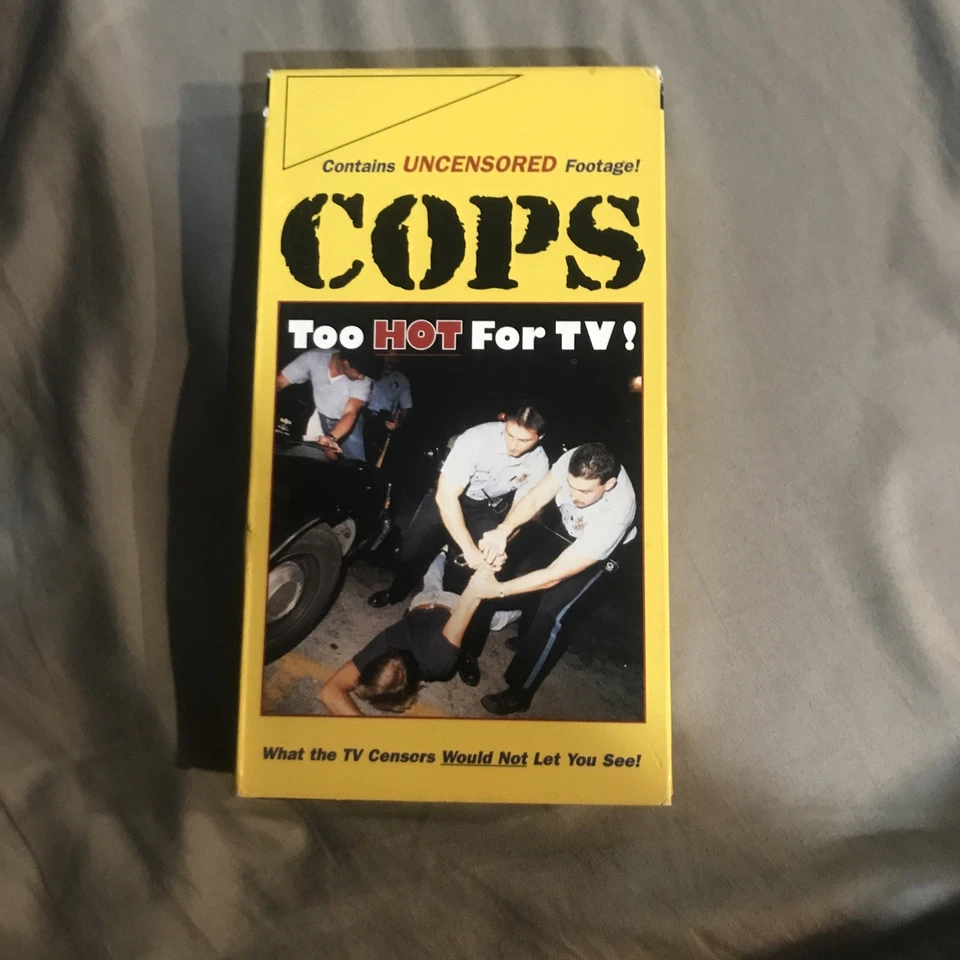 Contains UNCENSORED Footage!
COPS
Too HOT For TV!
What the TV Censors Would Not Let You See!